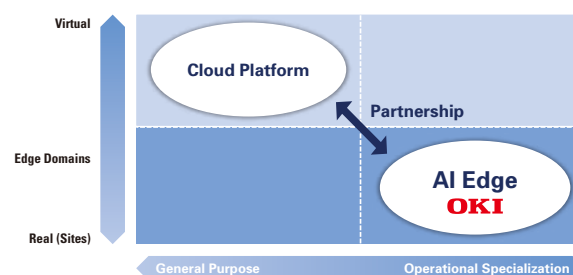 Virtual
Cloud Platform
Partnership
Edge Domains
AI Edge
OKI
Real (Sites)
General Purpose
Operational Specialization